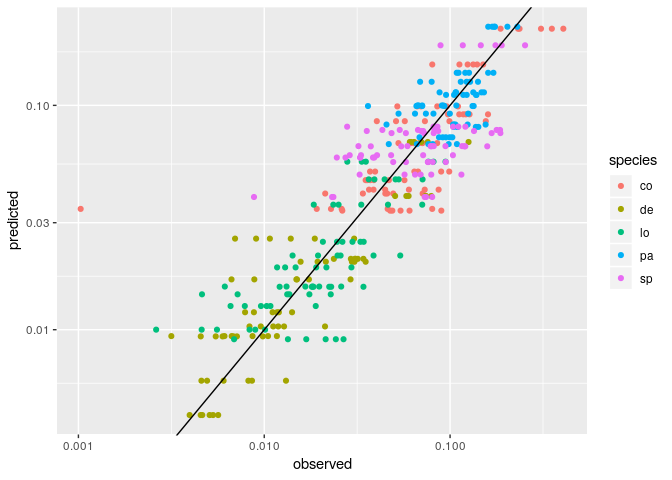 0.10
0.03
0.01
predicted
0.001
0.010
0.100
observed
species
co
de
lo
pa
sp